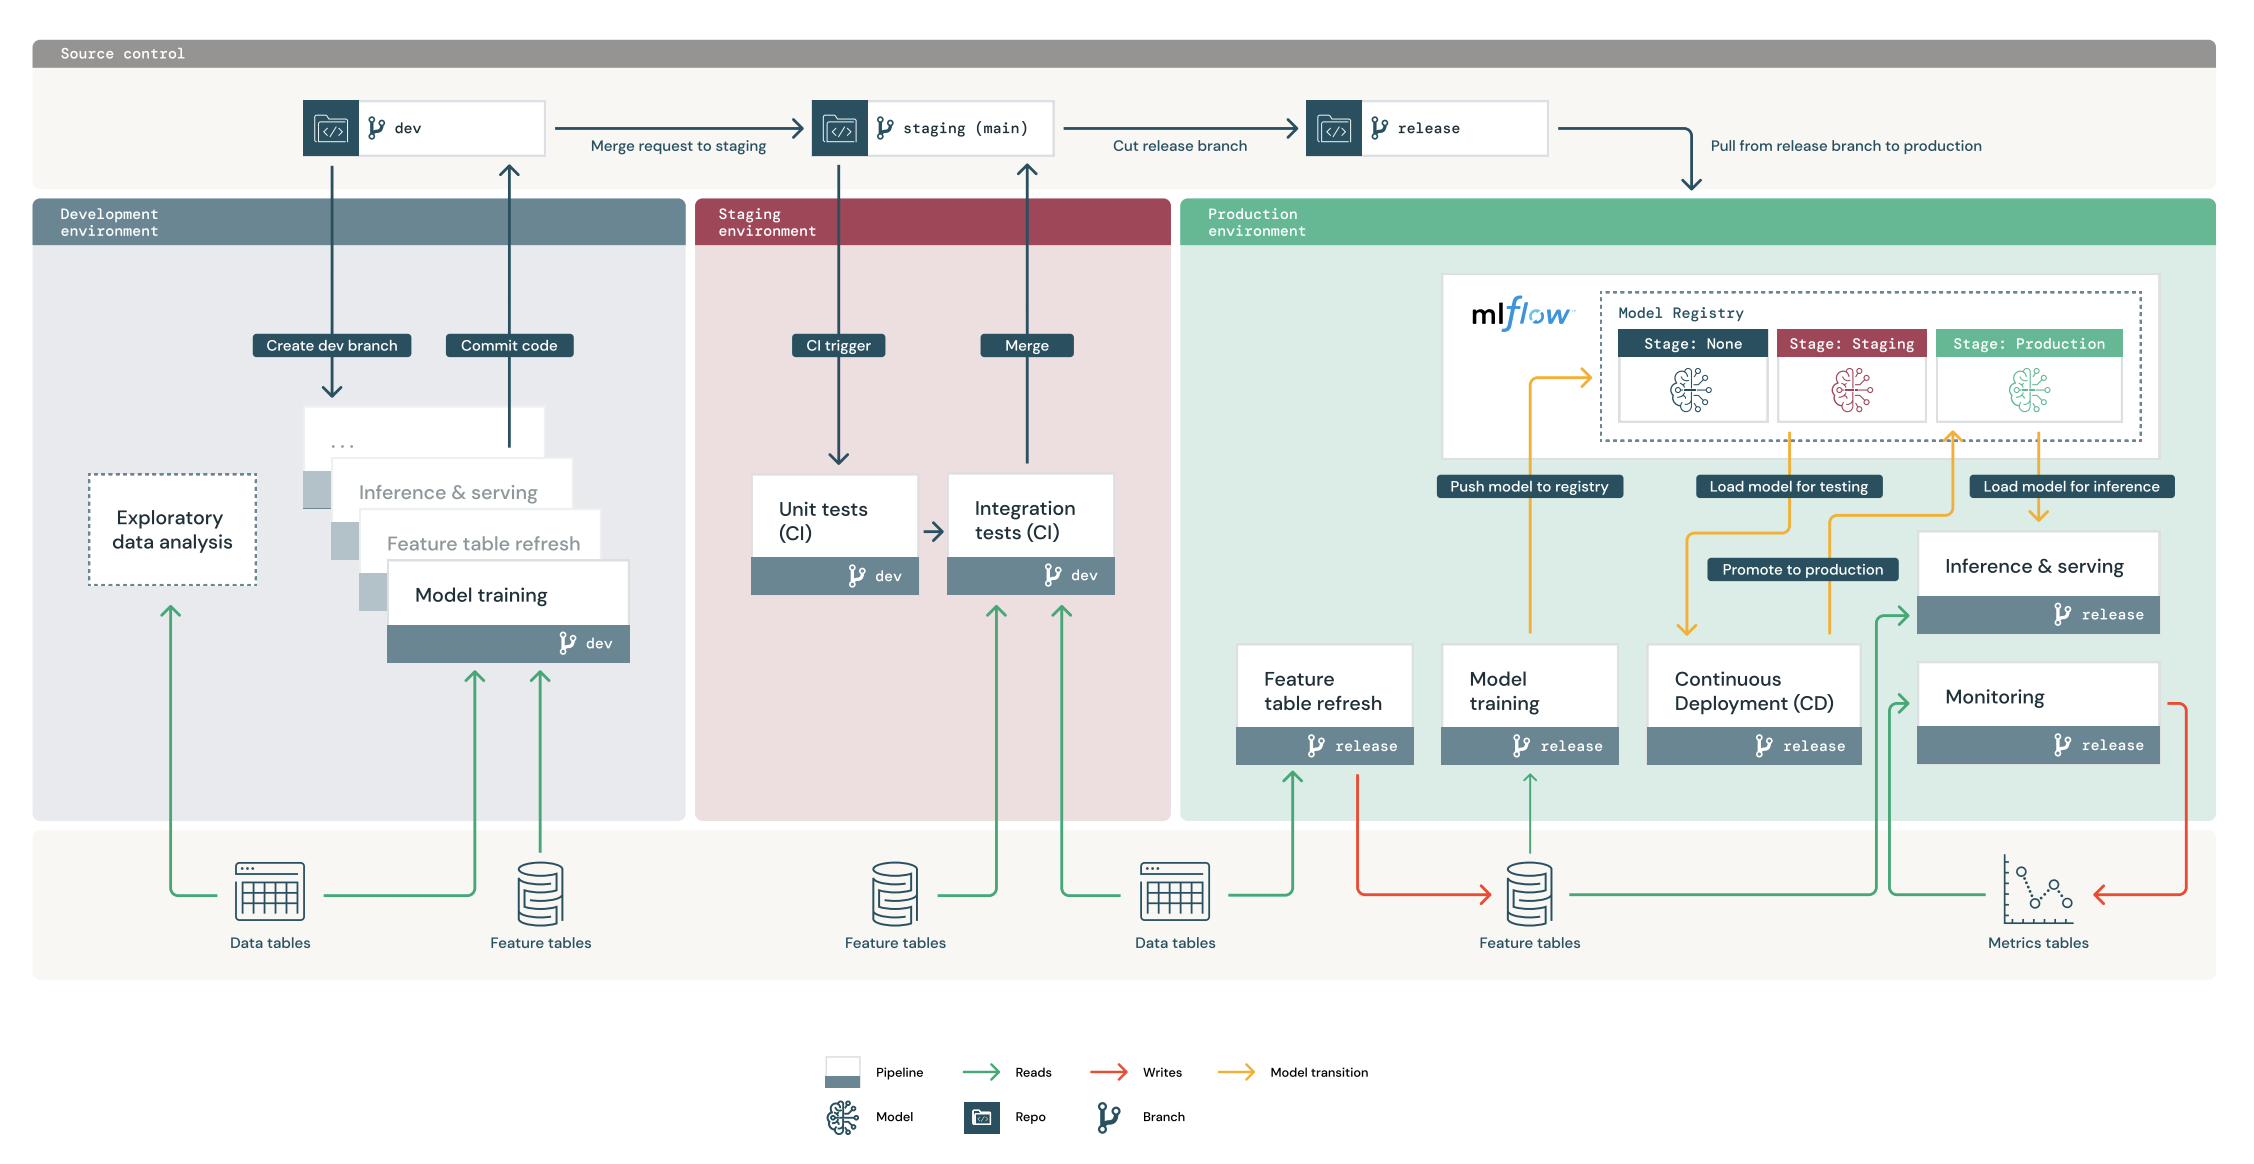 Source control
dev
Merge request to staging
staging (main)
Cut release branch
release
Pull from release branch to production
Development
environment
Create dev branch
Commit code
...
Inference & serving
Feature table refresh
Model training
dev
Exploratory
data analysis
Staging
environment
CI trigger
Merge
Unit tests
(CI)
dev
Integration
tests (CI)
dev
Production
environment
mlflow
Model Registry
Stage: None
Stage: Staging
Stage: Production
Push model to registry
Load model for testing
Load model for inference
Promote to production
Inference & serving
release
Feature
table refresh
release
Model
training
release
Continuous
Deployment (CD)
release
Monitoring
release
Data tables
Feature tables
Feature tables
Data tables
Feature tables
Metrics tables
Pipeline
Reads
Writes
Model transition
Model
Repo
Branch